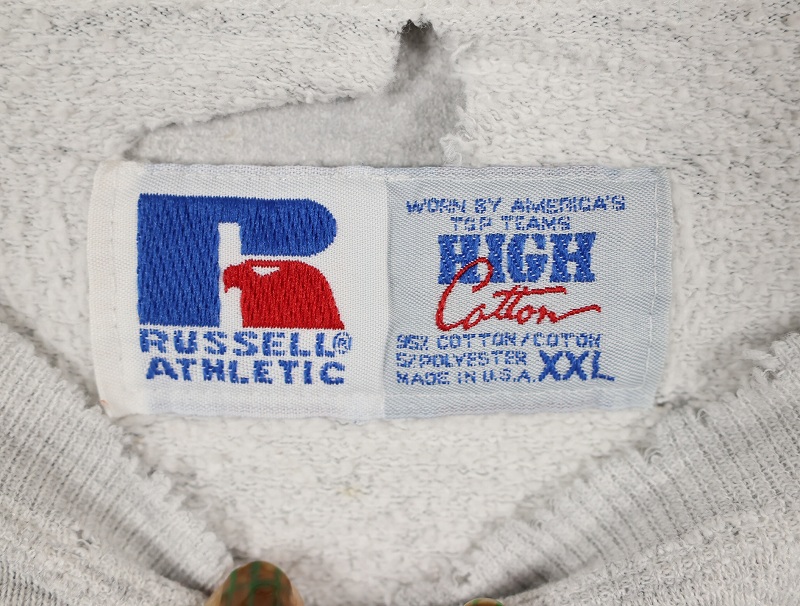 RUSSELL®
ATHLETIC
WORN BY AMERICA'S
TOP TEAMS
HIGH
Cotton
95% COTTON/COTON
5% POLYESTER
MADE IN U.S.A. XXL